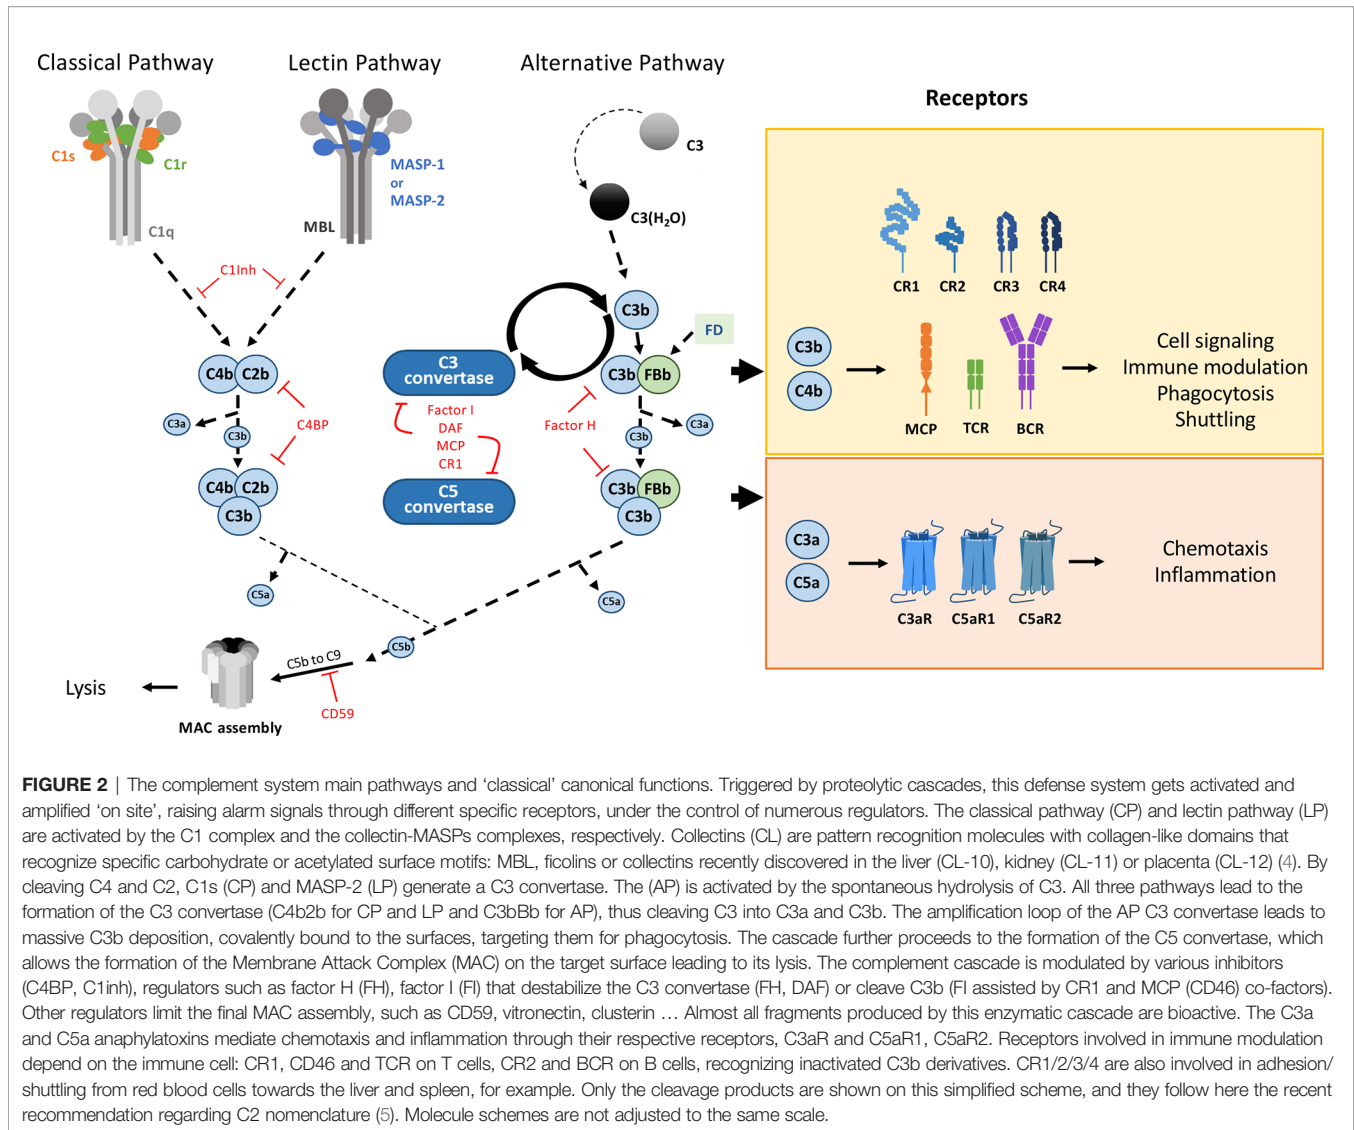 Classical Pathway
Lectin Pathway
Alternative Pathway
Receptors
C1s
C1r
C1q
MASP-1
or
MASP-2
MBL
C3
C3(H2O)
C1Inh
C3b
FD
C4b
C2b
C3
convertase
C3b
FBb
C3a
C3b
C4BP
Factor I
DAF
MCP
CR1
Factor H
C3b
C3a
C4b
C2b
C3b
C5
convertase
C3b
FBb
C3b
C5a
C5a
C5b
C5b to C9
Lysis
MAC assembly
CD59
CR1
CR2
CR3
CR4
C3b
C4b
MCP
TCR
BCR
Cell signaling
Immune modulation
Phagocytosis
Shuttling
C3a
C5a
C3aR
C5aR1
C5aR2
Chemotaxis
Inflammation
FIGURE 2 | The complement system main pathways and ‘classical’ canonical functions. Triggered by proteolytic cascades, this defense system gets activated and
amplified ‘on site’, raising alarm signals through different specific receptors, under the control of numerous regulators. The classical pathway (CP) and lectin pathway (LP)
are activated by the C1 complex and the collectin-MASPs complexes, respectively. Collectins (CL) are pattern recognition molecules with collagen-like domains that
recognize specific carbohydrate or acetylated surface motifs: MBL, ficolins or collectins recently discovered in the liver (CL-10), kidney (CL-11) or placenta (CL-12) (4). By
cleaving C4 and C2, C1s (CP) and MASP-2 (LP) generate a C3 convertase. The (AP) is activated by the spontaneous hydrolysis of C3. All three pathways lead to the
formation of the C3 convertase (C4b2b for CP and LP and C3bBb for AP), thus cleaving C3 into C3a and C3b. The amplification loop of the AP C3 convertase leads to
massive C3b deposition, covalently bound to the surfaces, targeting them for phagocytosis. The cascade further proceeds to the formation of the C5 convertase, which
allows the formation of the Membrane Attack Complex (MAC) on the target surface leading to its lysis. The complement cascade is modulated by various inhibitors
(C4BP, C1inh), regulators such as factor H (FH), factor I (FI) that destabilize the C3 convertase (FH, DAF) or cleave C3b (FI assisted by CR1 and MCP (CD46) co-factors).
Other regulators limit the final MAC assembly, such as CD59, vitronectin, clusterin … Almost all fragments produced by this enzymatic cascade are bioactive. The C3a
and C5a anaphylatoxins mediate chemotaxis and inflammation through their respective receptors, C3aR and C5aR1, C5aR2. Receptors involved in immune modulation
depend on the immune cell: CR1, CD46 and TCR on T cells, CR2 and BCR on B cells, recognizing inactivated C3b derivatives. CR1/2/3/4 are also involved in adhesion/
shuttling from red blood cells towards the liver and spleen, for example. Only the cleavage products are shown on this simplified scheme, and they follow here the recent
recommendation regarding C2 nomenclature (5). Molecule schemes are not adjusted to the same scale.